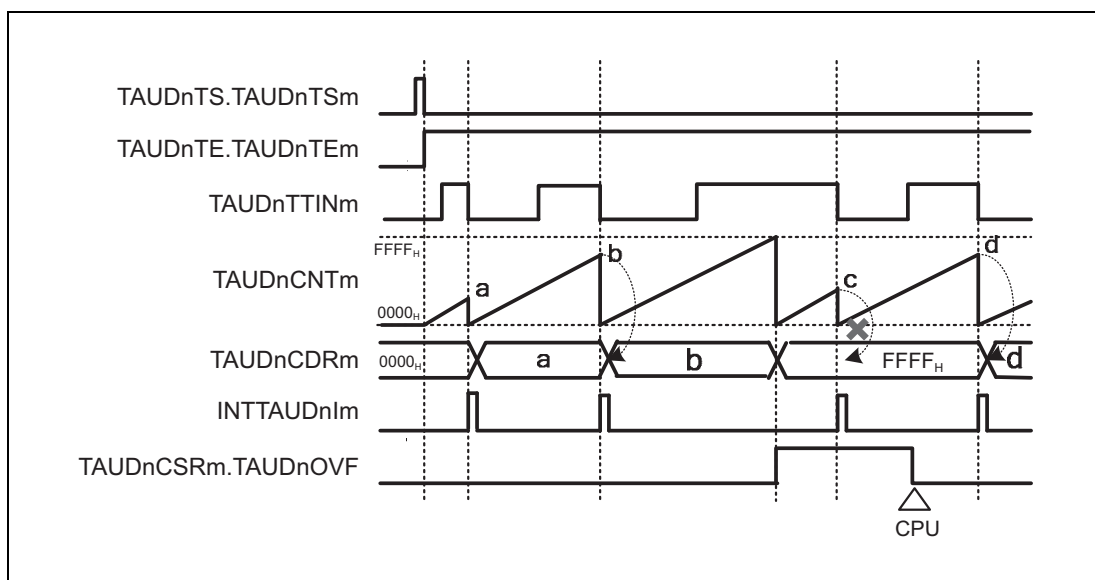 TAUDnTS.TAUDnTSm
TAUDnTE.TAUDnTEm
TAUDnTTINm
FFFFH
TAUDnCNTm
0000H
a
b
c
d
TAUDnCDRm
0000H
a
b
FFFFH
d
INTTAUDnIm
TAUDnCSRm.TAUDnOVF
CPU